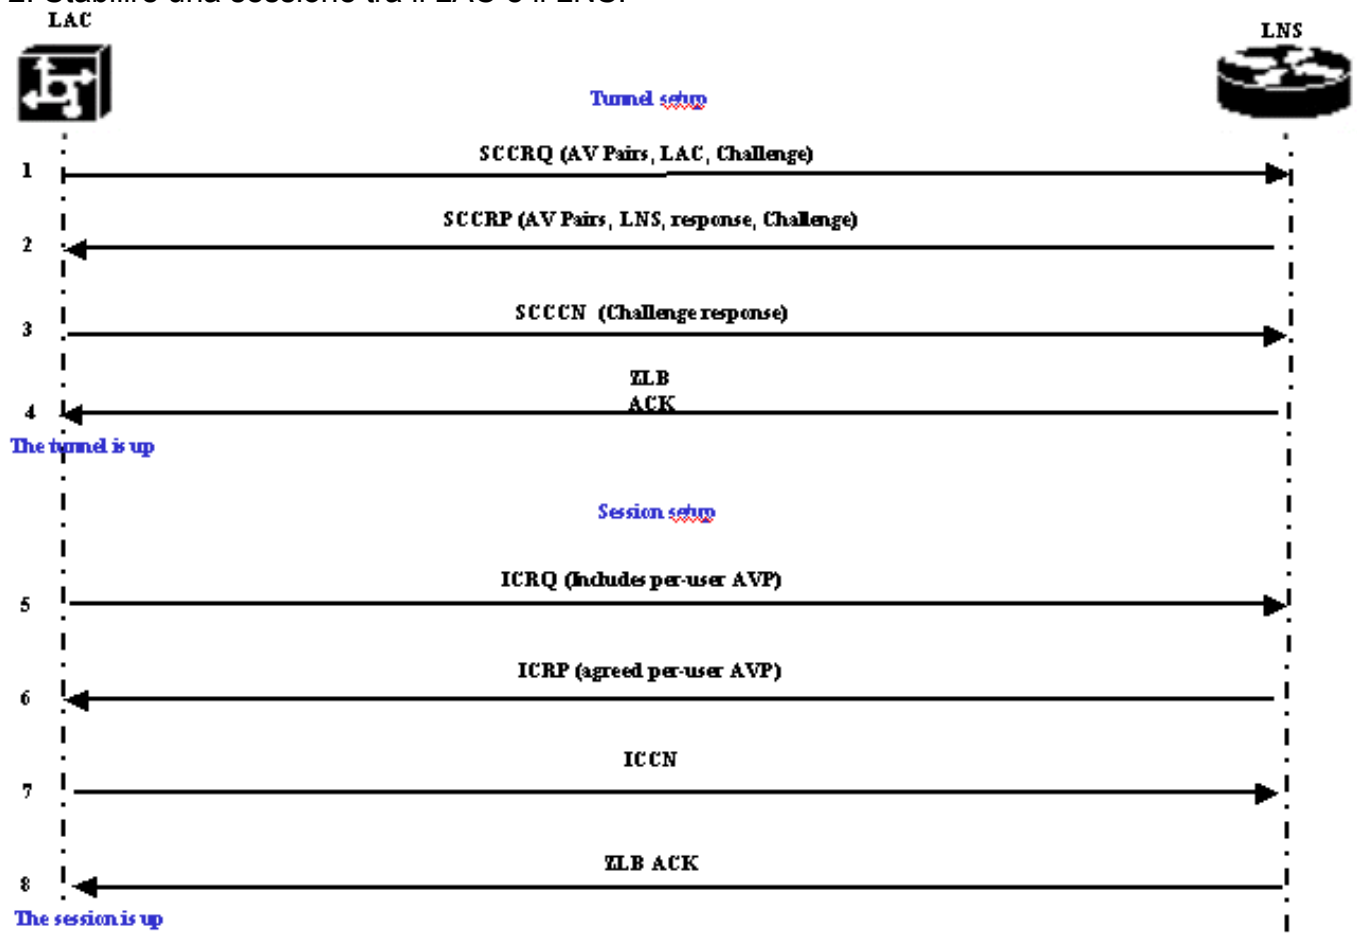 2. Stabilire una sessione tra il LAC e il LNS.
LAC
LNS
Tunnel setup
SCCRQ (AV Pairs, LAC, Challenge)
1
SCCRP (AV Pairs, LNS, response, Challenge)
2
SCCCN (Challenge response)
3
ZLB
ACK
4
The tunnel is up
Session setup
ICRQ (Includes per-user AVP)
5
ICRP (agreed per-user AVP)
6
ICCN
7
ZLB ACK
8
The session is up